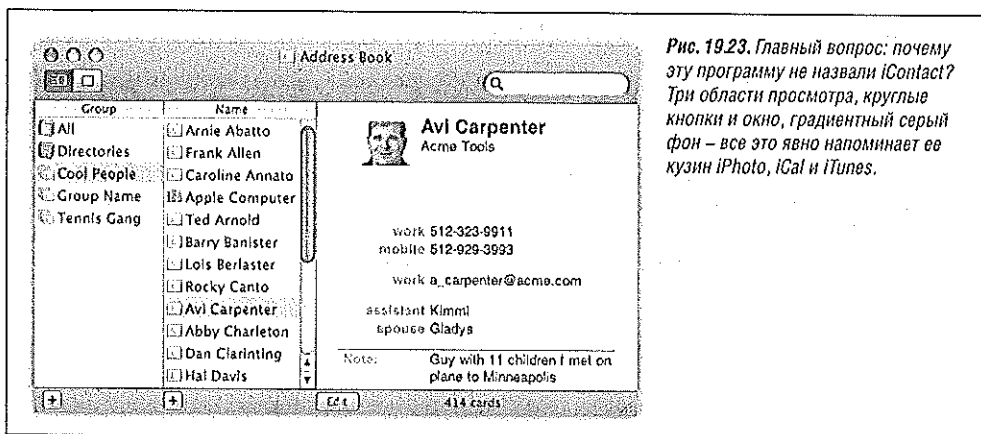 Address Book
Group
Name
All
Directories
Cool People
Group Name
Tennis Gang
Arnie Abatto
Frank Allen
Caroline Annato
Apple Computer
Ted Arnold
Barry Banister
Lois Berlaster
Rocky Canto
Avi Carpenter
Abby Charleton
Dan Clarinting
Hal Davis
Avi Carpenter
Acme Tools
work 512-323-9911
mobile 512-929-3993
work a_carpenter@acme.com
assistant Kimmi
spouse Gladys
Note: Guy with 11 children I met on
plane to Minneapolis
Edit
414 cards
Рис. 19.23. Главный вопрос: почему
эту программу не назвали iContact?
Три области просмотра, круглые
кнопки и окно, градиентный серый
фон – все это явно напоминает ее
кузин iPhoto, iCal и iTunes.